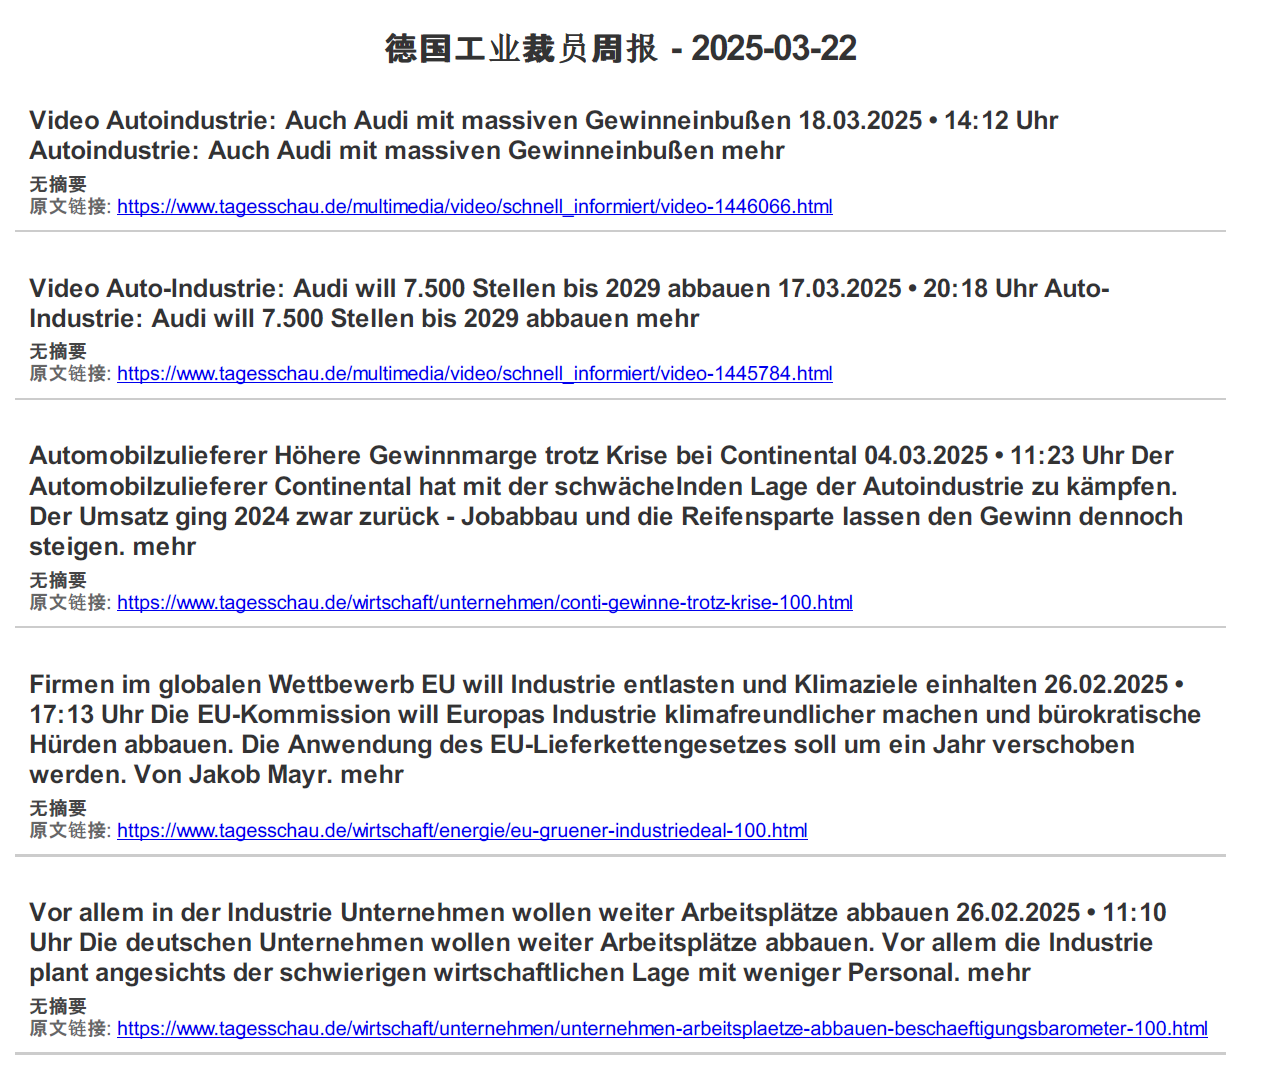 德国工业裁员周报 - 2025-03-22
Video Autoindustrie: Auch Audi mit massiven Gewinneinbußen 18.03.2025 • 14:12 Uhr
Autoindustrie: Auch Audi mit massiven Gewinneinbußen mehr
无摘要
原文链接: https://www.tagesschau.de/multimedia/video/schnell_informiert/video-1446066.html
Video Auto-Industrie: Audi will 7.500 Stellen bis 2029 abbauen 17.03.2025 • 20:18 Uhr Auto-
Industrie: Audi will 7.500 Stellen bis 2029 abbauen mehr
无摘要
原文链接: https://www.tagesschau.de/multimedia/video/schnell_informiert/video-1445784.html
Automobilzulieferer Höhere Gewinnmarge trotz Krise bei Continental 04.03.2025 • 11:23 Uhr Der
Automobilzulieferer Continental hat mit der schwächelnden Lage der Autoindustrie zu kämpfen.
Der Umsatz ging 2024 zwar zurück - Jobabbau und die Reifensparte lassen den Gewinn dennoch
steigen. mehr
无摘要
原文链接: https://www.tagesschau.de/wirtschaft/unternehmen/conti-gewinne-trotz-krise-100.html
Firmen im globalen Wettbewerb EU will Industrie entlasten und Klimaziele einhalten 26.02.2025 •
17:13 Uhr Die EU-Kommission will Europas Industrie klimafreundlicher machen und bürokratische
Hürden abbauen. Die Anwendung des EU-Lieferkettengesetzes soll um ein Jahr verschoben
werden. Von Jakob Mayr. mehr
无摘要
原文链接: https://www.tagesschau.de/wirtschaft/energie/eu-gruener-industriedeal-100.html
Vor allem in der Industrie Unternehmen wollen weiter Arbeitsplätze abbauen 26.02.2025 • 11:10
Uhr Die deutschen Unternehmen wollen weiter Arbeitsplätze abbauen. Vor allem die Industrie
plant angesichts der schwierigen wirtschaftlichen Lage mit weniger Personal. mehr
无摘要
原文链接: https://www.tagesschau.de/wirtschaft/unternehmen/unternehmen-arbeitsplaetze-abbauen-beschaeftigungsbarometer-100.html